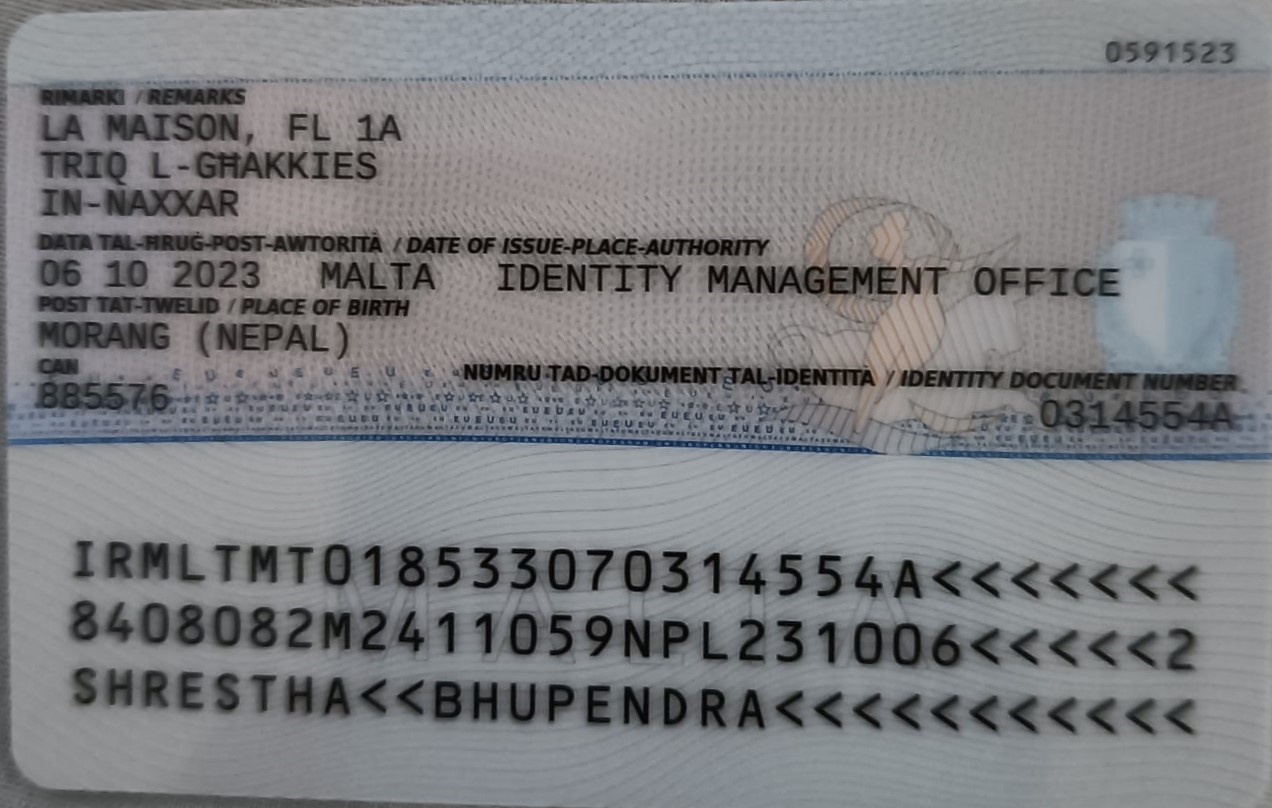 0591523
RIMARKI / REMARKS
LA MAISON, FL 1A
TRIQ L-GĦAKKIES
IN-NAXXAR
DATA TAL-ĦRUĠ-POST-AWTORITÀ / DATE OF ISSUE-PLACE-AUTHORITY
06 10 2023 MALTA IDENTITY MANAGEMENT OFFICE
POST TAT-TWELID / PLACE OF BIRTH
MORANG (NEPAL)
CAN
885576
NUMRU TAD-DOKUMENT TAL-IDENTITÀ / IDENTITY DOCUMENT NUMBER
0314554A
IRMLTMT018533070314554A<<<<<<<
8408082M2411059NPL231006<<<<<2
SHRESTHA<<BHUPENDRA<<<<<<<<<<<